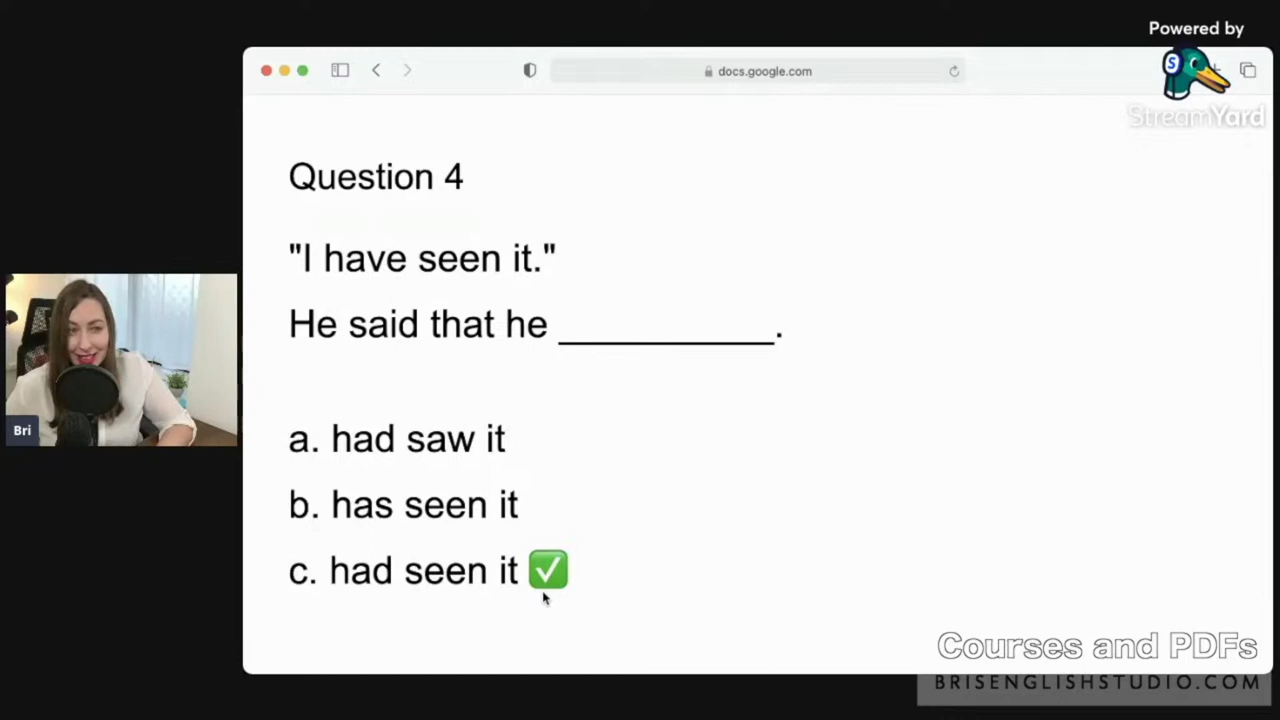 Powered by
docs.google.com
S
StreamYard
Question 4
"I have seen it."
He said that he ___________.
a. had saw it
b. has seen it
c. had seen it ✅
Bri
Courses and PDFs
BRISENGLISHSTUDIO.COM